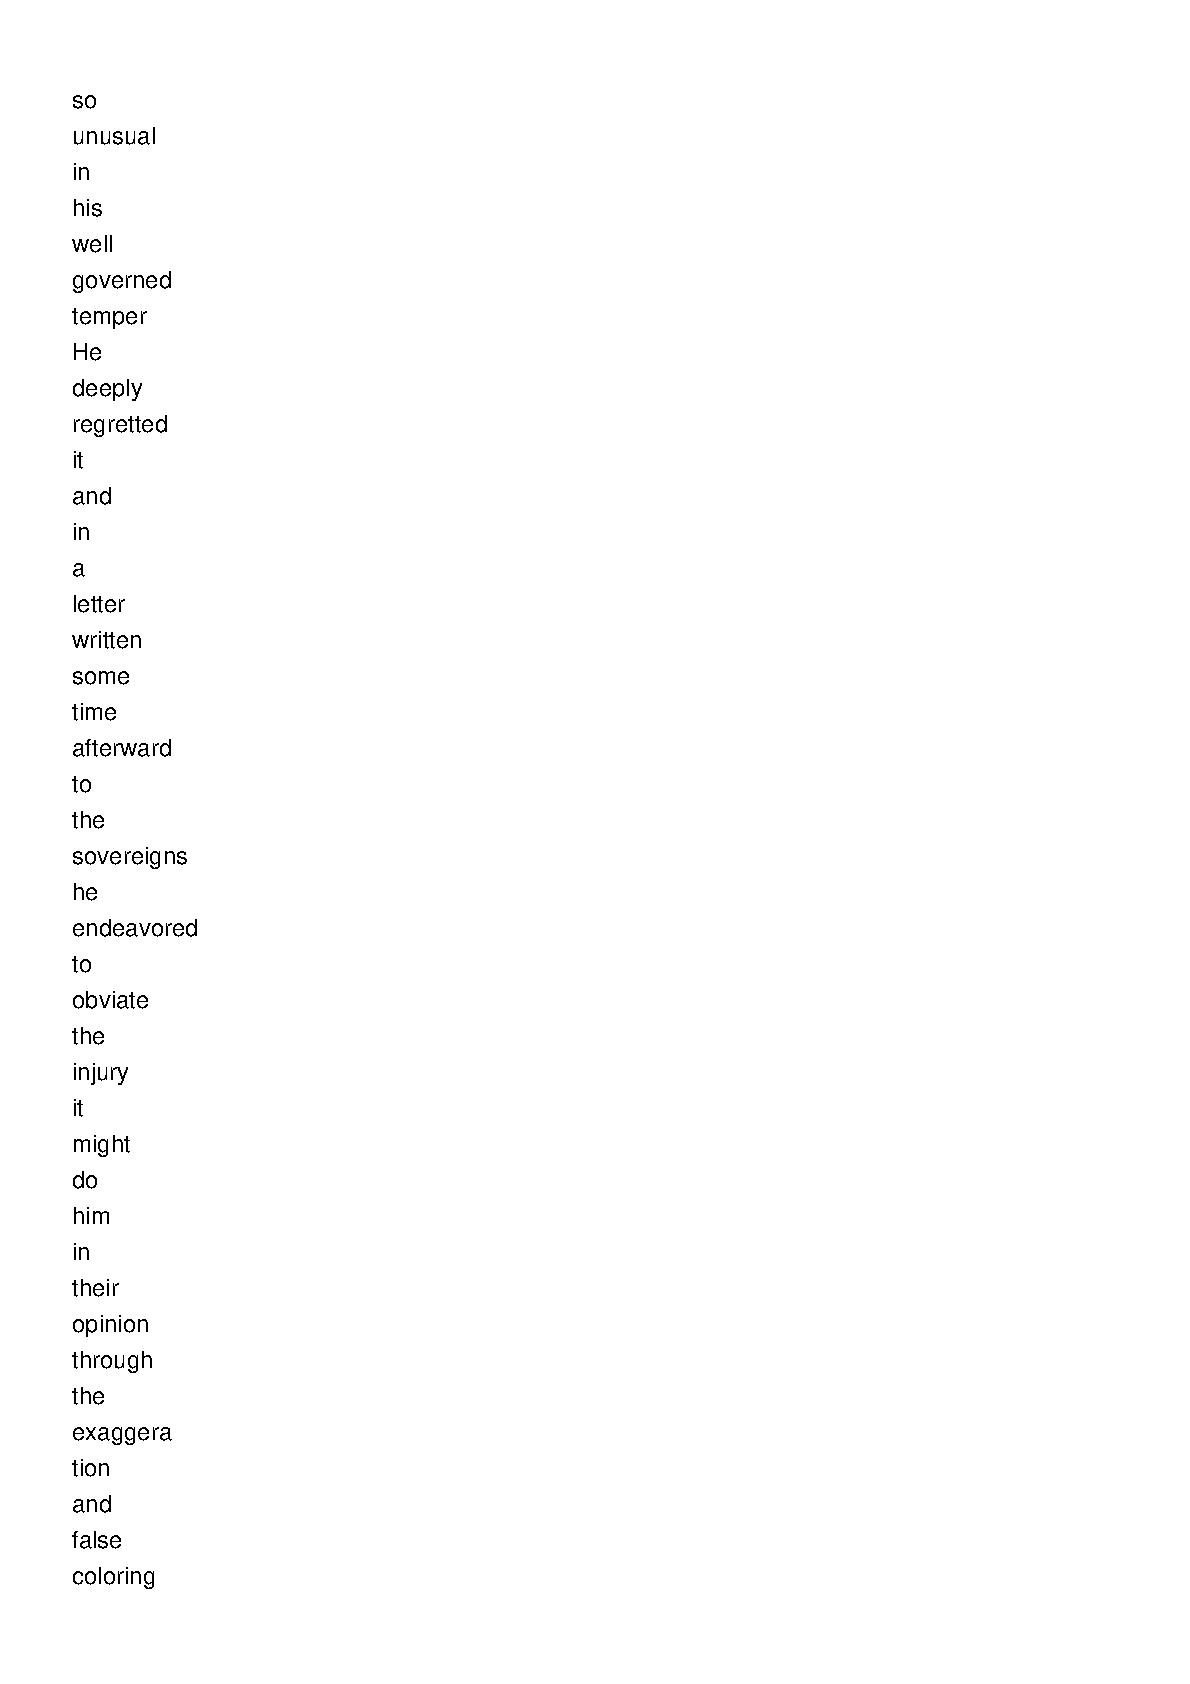 so
unusual
in
his
well
governed
temper
He
deeply
regretted
it
and
in
a
letter
written
some
time
afterward
to
the
sovereigns
he
endeavored
to
obviate
the
injury
it
might
do
him
in
their
opinion
through
the
exaggera
tion
and
false
coloring